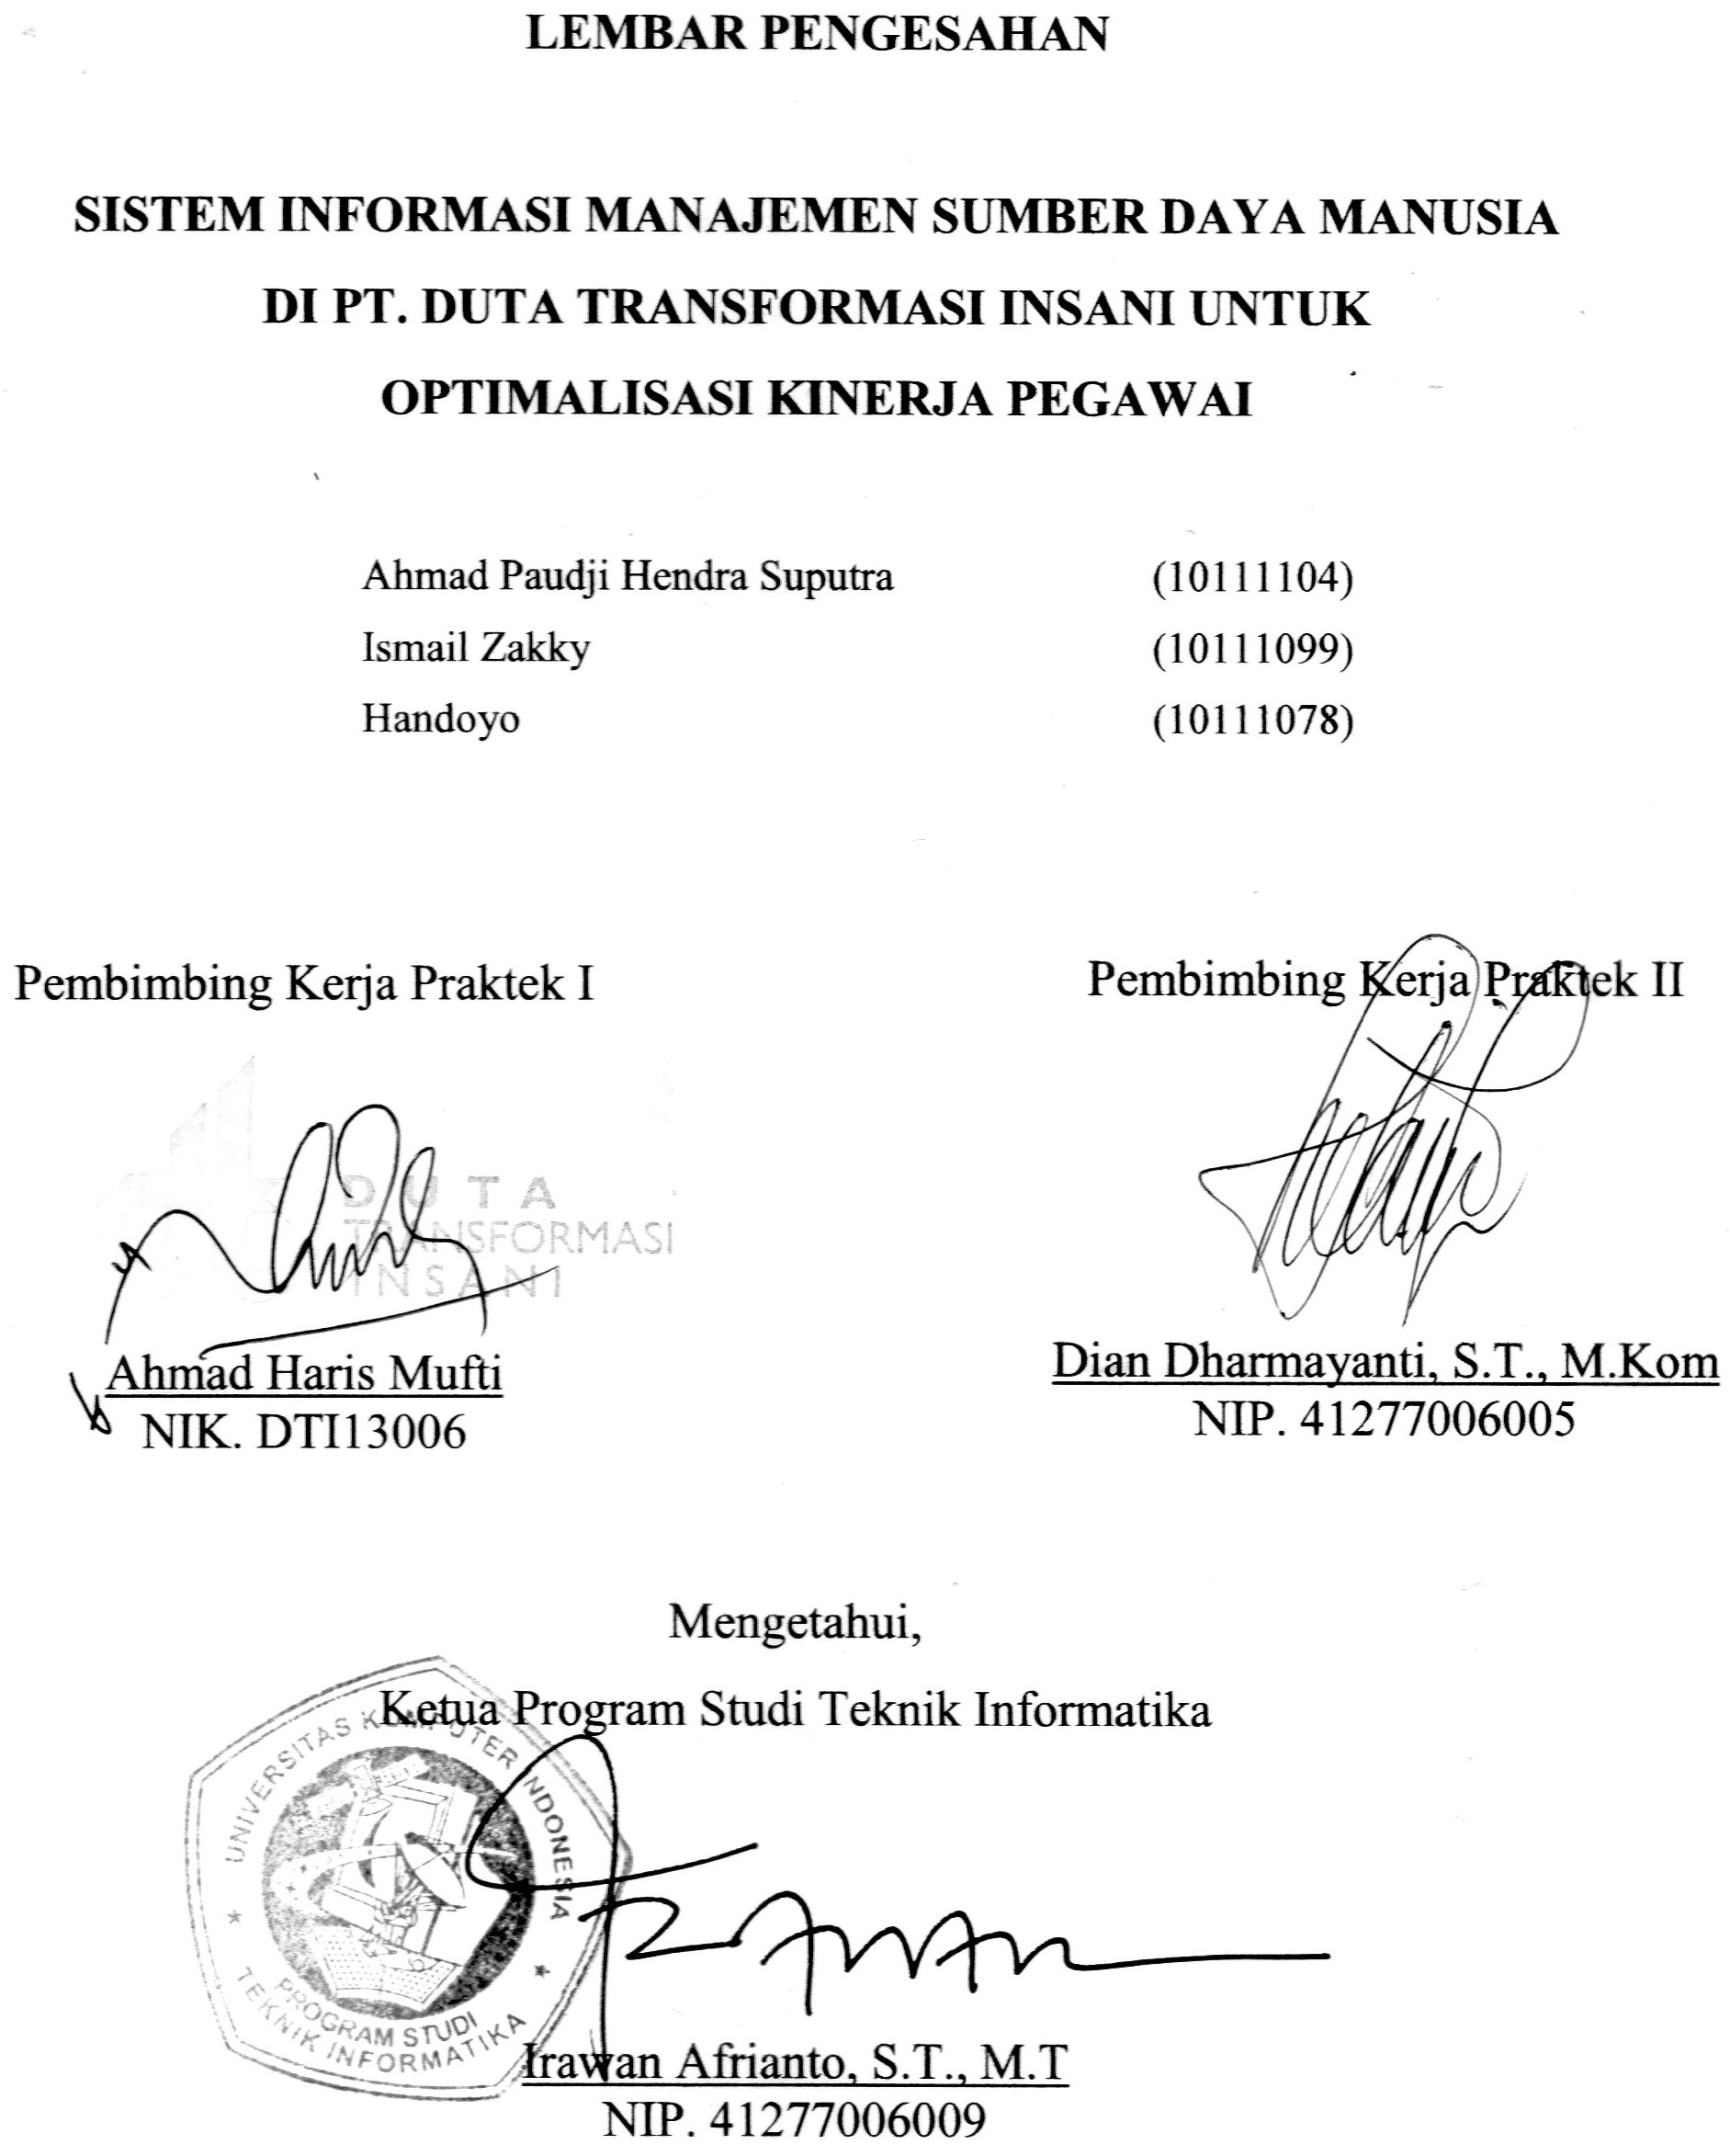 LEMBAR PENGESAHAN
SISTEM INFORMASI MANAJEMEN SUMBER DAYA MANUSIA
DI PT. DUTA TRANSFORMASI INSANI UNTUK
OPTIMALISASI KINERJA PEGAWAI
Ahmad Paudji Hendra Suputra (10111104)
Ismail Zakky (10111099)
Handoyo (10111078)
Pembimbing Kerja Praktek I
Pembimbing Kerja Praktek II
DUTA
TRANSFORMASI
INSANI
Ahmad Haris Mufti
NIK. DTI13006
Dian Dharmayanti, S.T., M.Kom
NIP. 41277006005
Mengetahui,
Ketua Program Studi Teknik Informatika
UNIVERSITAS KOMPUTER INDONESIA
PROGRAM STUDI
TEKNIK INFORMATIKA
Irawan Afrianto, S.T., M.T
NIP. 41277006009